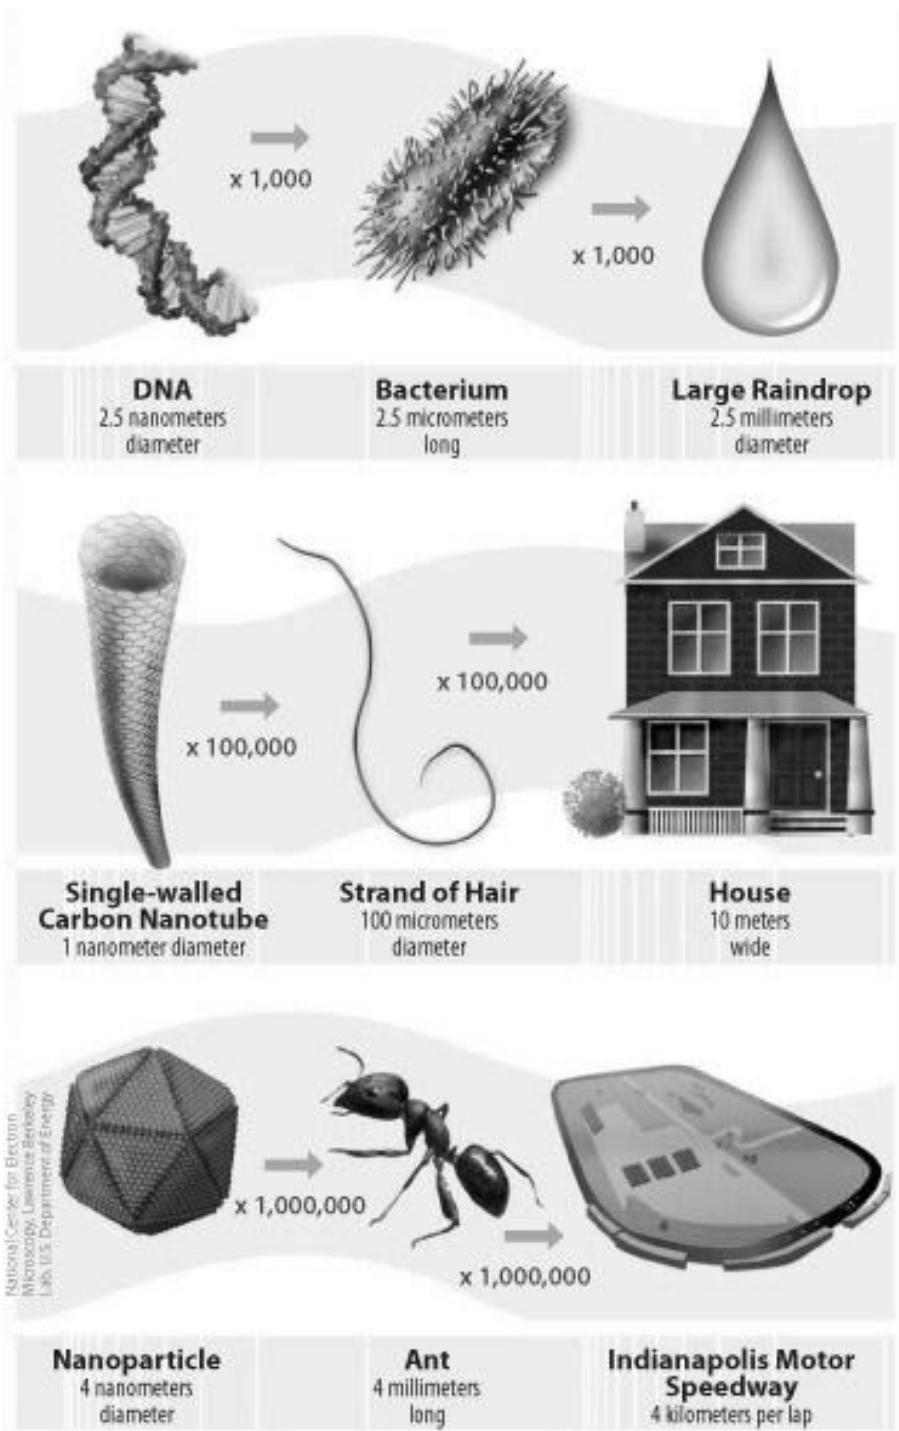 x 1,000
x 1,000
DNA
2.5 nanometers
diameter
Bacterium
2.5 micrometers
long
Large Raindrop
2.5 millimeters
diameter
x 100,000
x 100,000
Single-walled
Carbon Nanotube
1 nanometer diameter
Strand of Hair
100 micrometers
diameter
House
10 meters
wide
National Center for Electron
Microscopy, Lawrence Berkeley
Lab, U.S. Department of Energy
x 1,000,000
x 1,000,000
Nanoparticle
4 nanometers
diameter
Ant
4 millimeters
long
Indianapolis Motor
Speedway
4 kilometers per lap